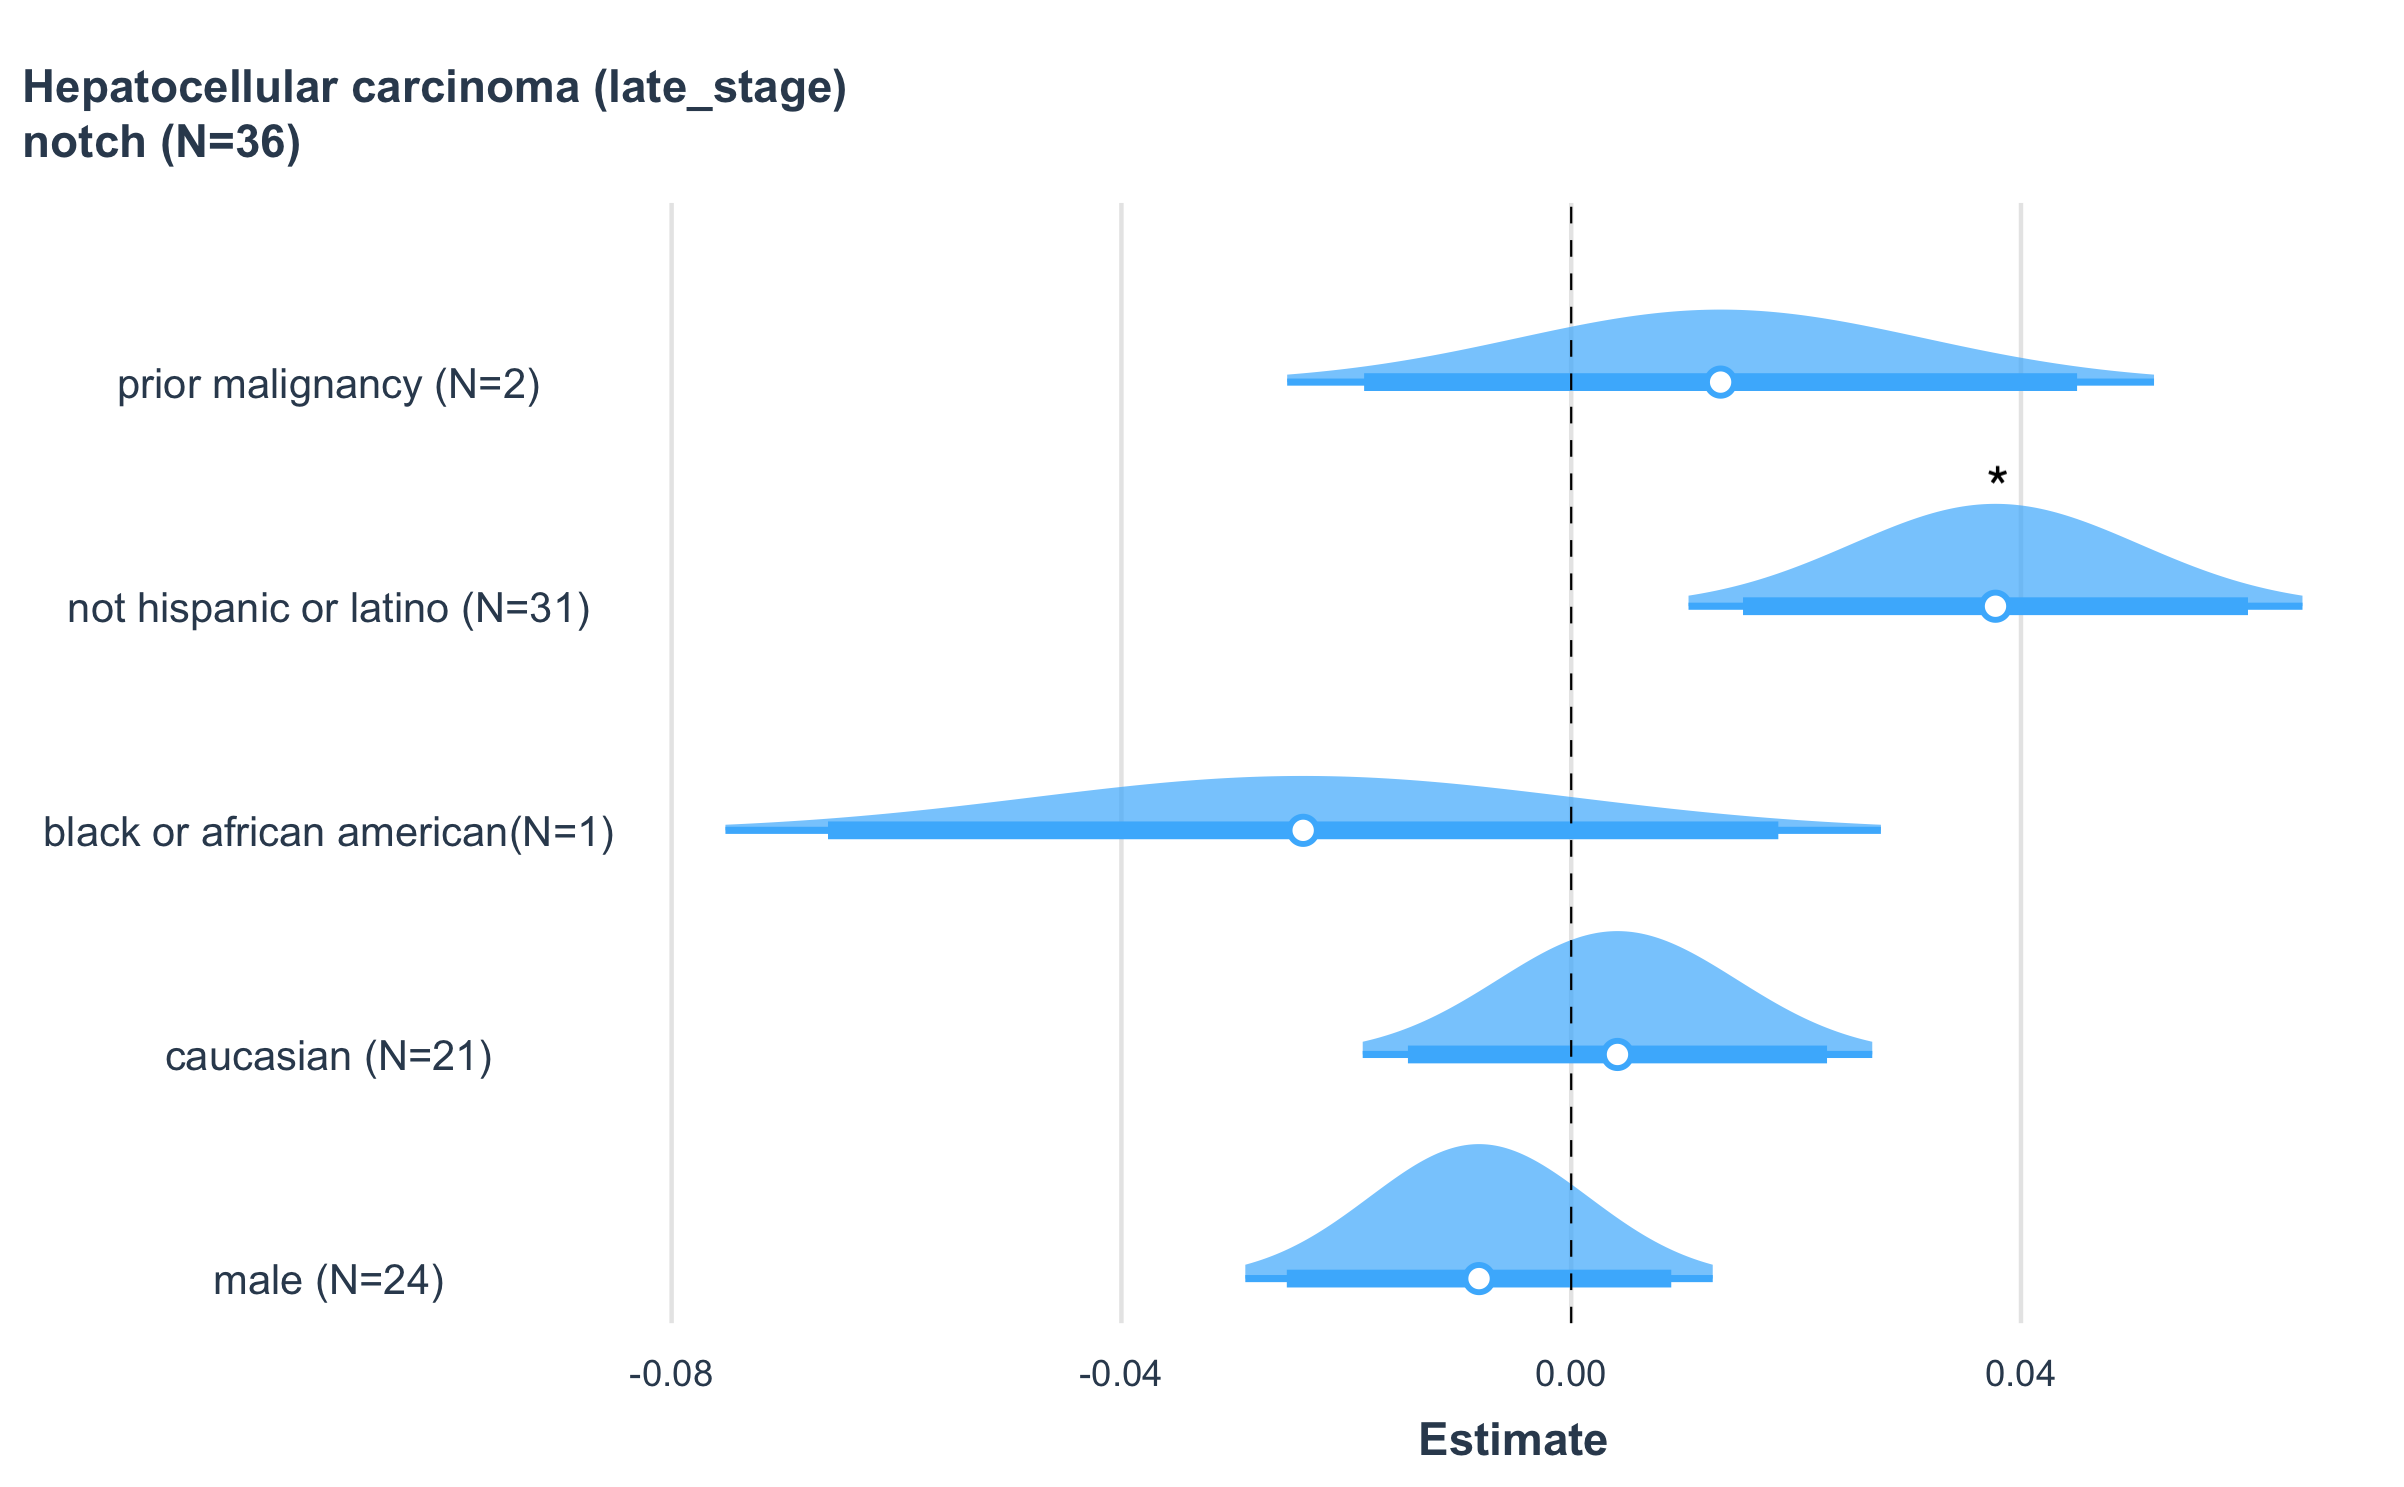 Hepatocellular carcinoma (late_stage)
notch (N=36)
prior malignancy (N=2)
*
not hispanic or latino (N=31)
black or african american(N=1)
caucasian (N=21)
male (N=24)
-0.08
-0.04
0.00
0.04
Estimate